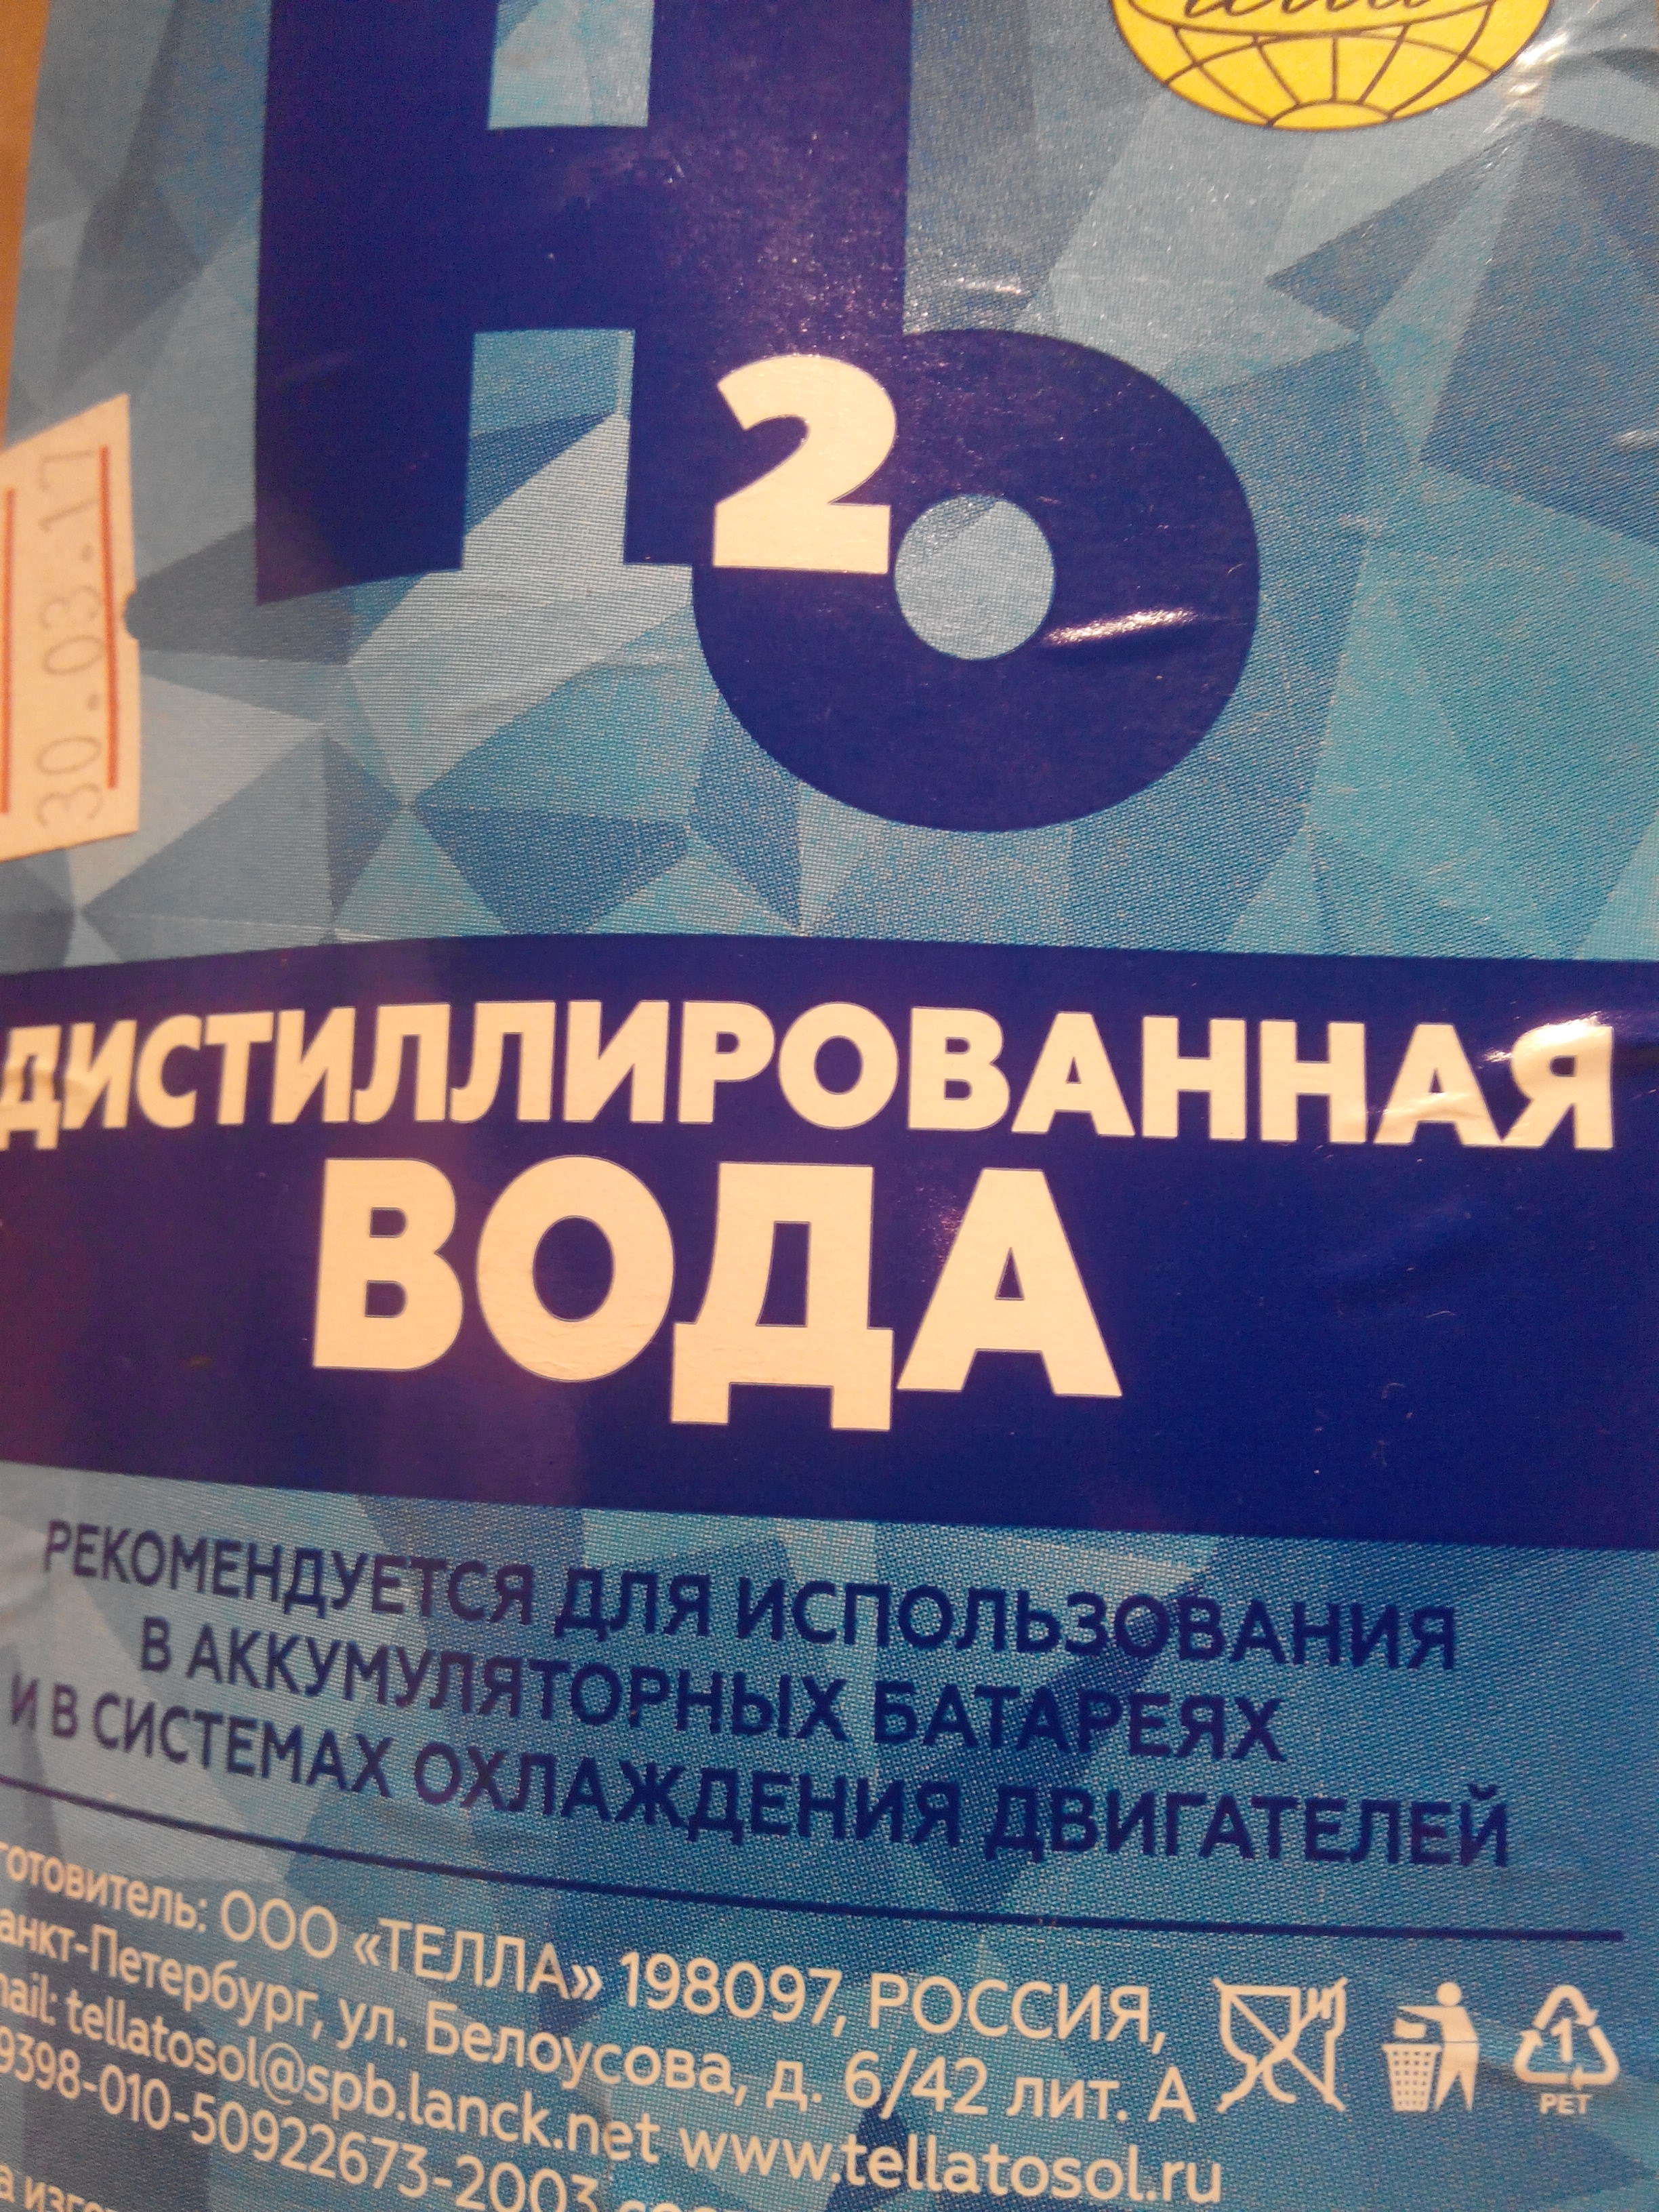 H2O
30.03.17
ДИСТИЛЛИРОВАННАЯ
ВОДА
РЕКОМЕНДУЕТСЯ ДЛЯ ИСПОЛЬЗОВАНИЯ
В АККУМУЛЯТОРНЫХ БАТАРЕЯХ
И В СИСТЕМАХ ОХЛАЖДЕНИЯ ДВИГАТЕЛЕЙ
готовитель: ООО «ТЕЛЛА» 198097, РОССИЯ,
анкт-Петербург, ул. Белоусова, д. 6/42 лит. А
ail: tellatosol@spb.lanck.net www.tellatosol.ru
9398-010-50922673-2003
1
PET